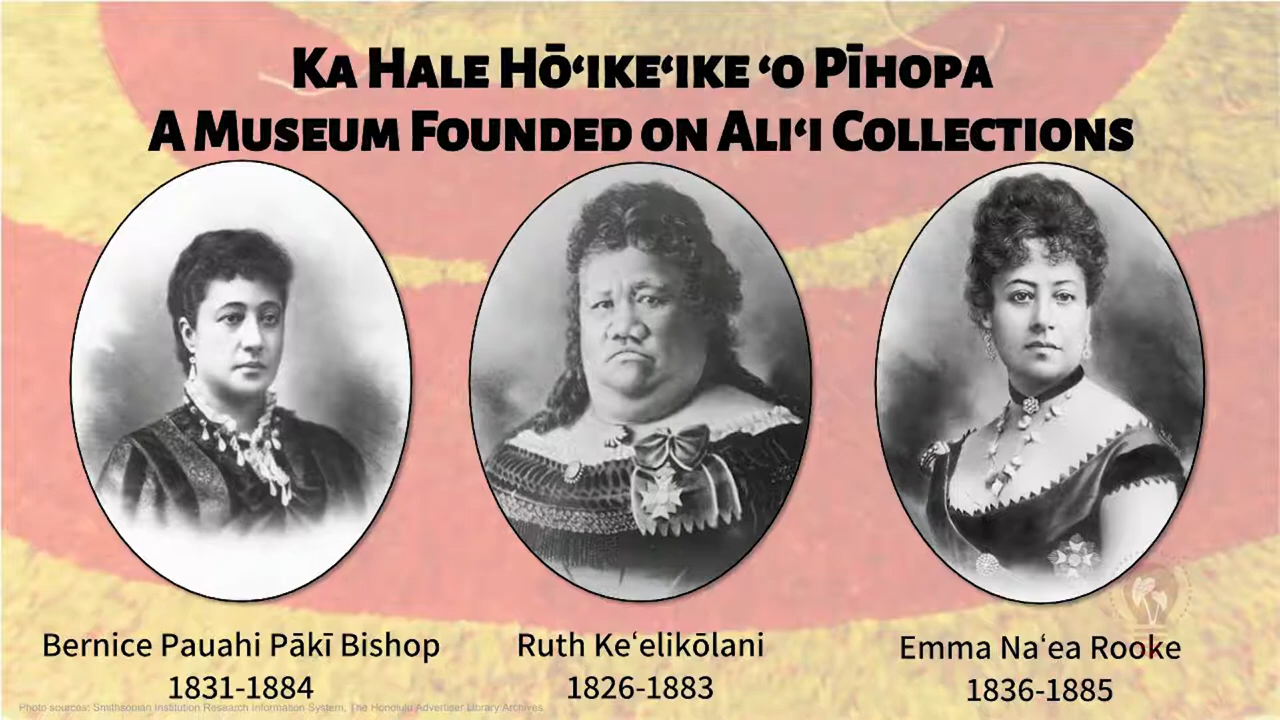 Ka Hale Hōʻikeʻike ʻo Pīhopa
A Museum Founded on Aliʻi Collections
Bernice Pauahi Pākī Bishop
1831-1884
Ruth Keʻelikōlani
1826-1883
Emma Naʻea Rooke
1836-1885
Photo sources: Smithsonian Institution Research Information System, The Honolulu Advertiser Library Archives.